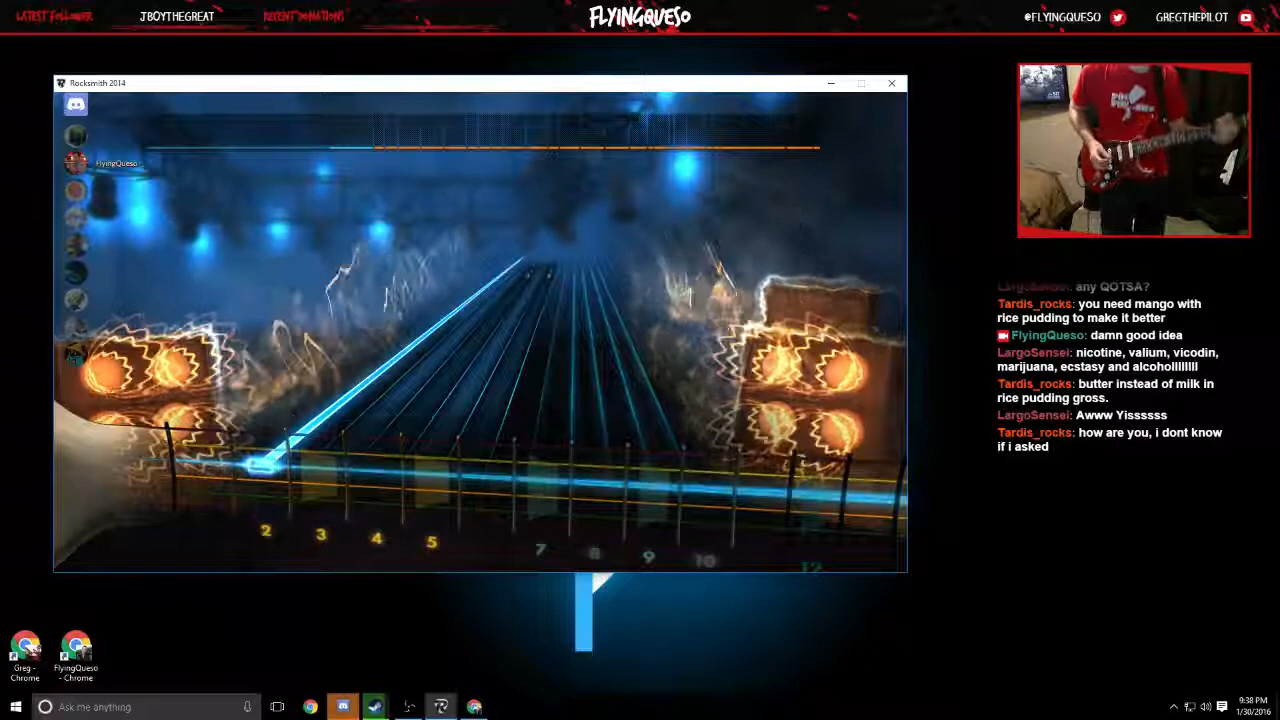 LATEST FOLLOWER
JBOYTHEGREAT
RECENT DONATIONS
FLYINGQUESO
@FLYINGQUESO
GREGTHEPILOT
Rocksmith 2014
FlyingQueso
LargoSensei: any QOTSA?
Tardis_rocks: you need mango with
rice pudding to make it better
FlyingQueso: damn good idea
LargoSensei: nicotine, valium, vicodin,
marijuana, ecstasy and alcohollllllll
Tardis_rocks: butter instead of milk in
rice pudding gross.
LargoSensei: Awww Yissssss
Tardis_rocks: how are you, i dont know
if i asked
2 3 4 5 7 8 9 10 12
Greg -
Chrome
FlyingQueso
- Chrome
Ask me anything
9:38 PM
1/30/2016